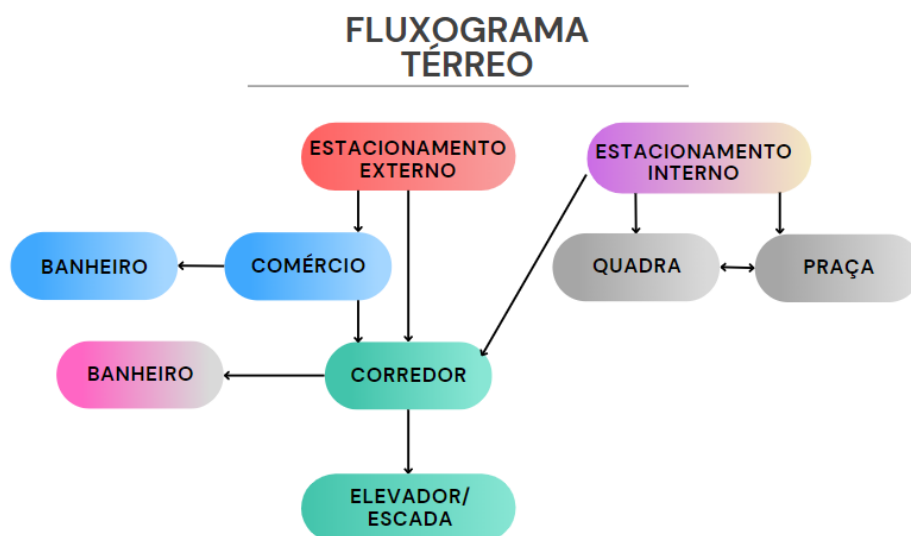 FLUXOGRAMA
TÉRREO
ESTACIONAMENTO
EXTERNO
ESTACIONAMENTO
INTERNO
BANHEIRO
COMÉRCIO
QUADRA
PRAÇA
BANHEIRO
CORREDOR
ELEVADOR/
ESCADA